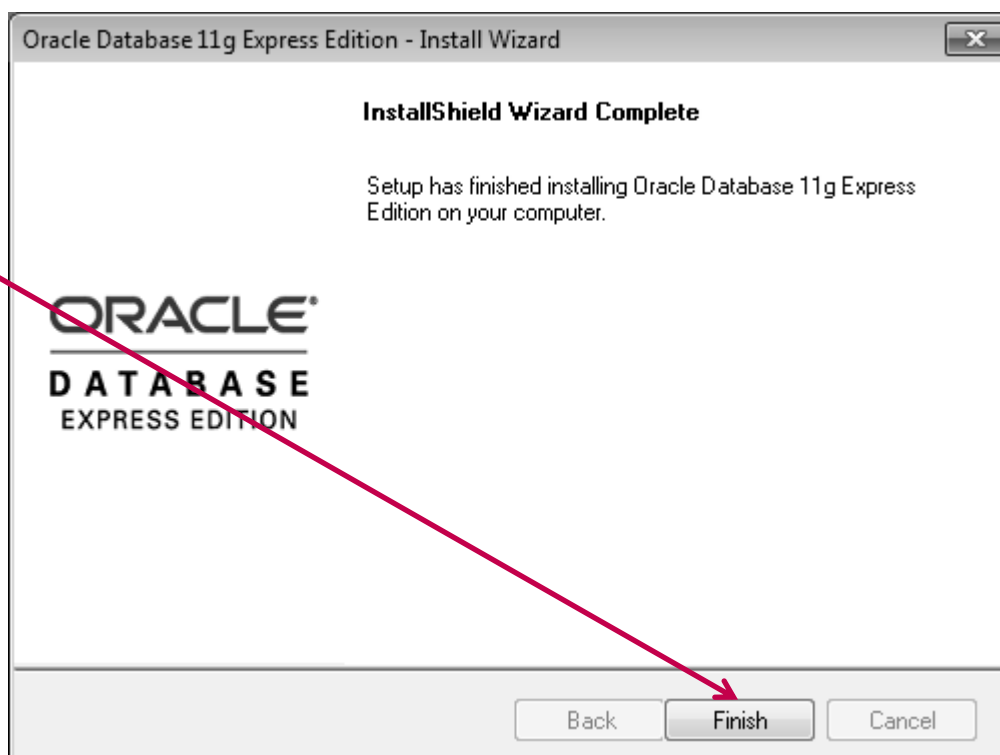 Oracle Database 11g Express Edition - Install Wizard
InstallShield Wizard Complete
Setup has finished installing Oracle Database 11g Express
Edition on your computer.
ORACLE
DATABASE
EXPRESS EDITION
Back Finish Cancel